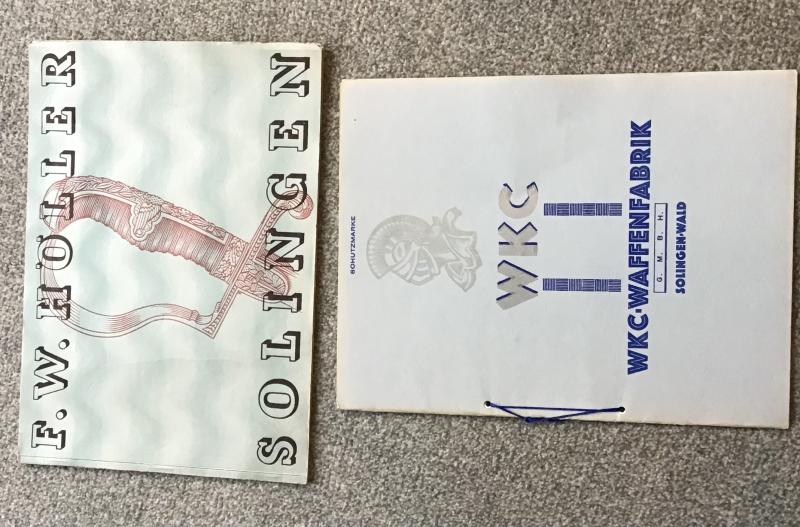 F. W. HÖLLER
SOLINGEN
SCHUTZMARKE
WKC
WKC-WAFFENFABRIK
G. M. B. H.
SOLINGEN-WALD